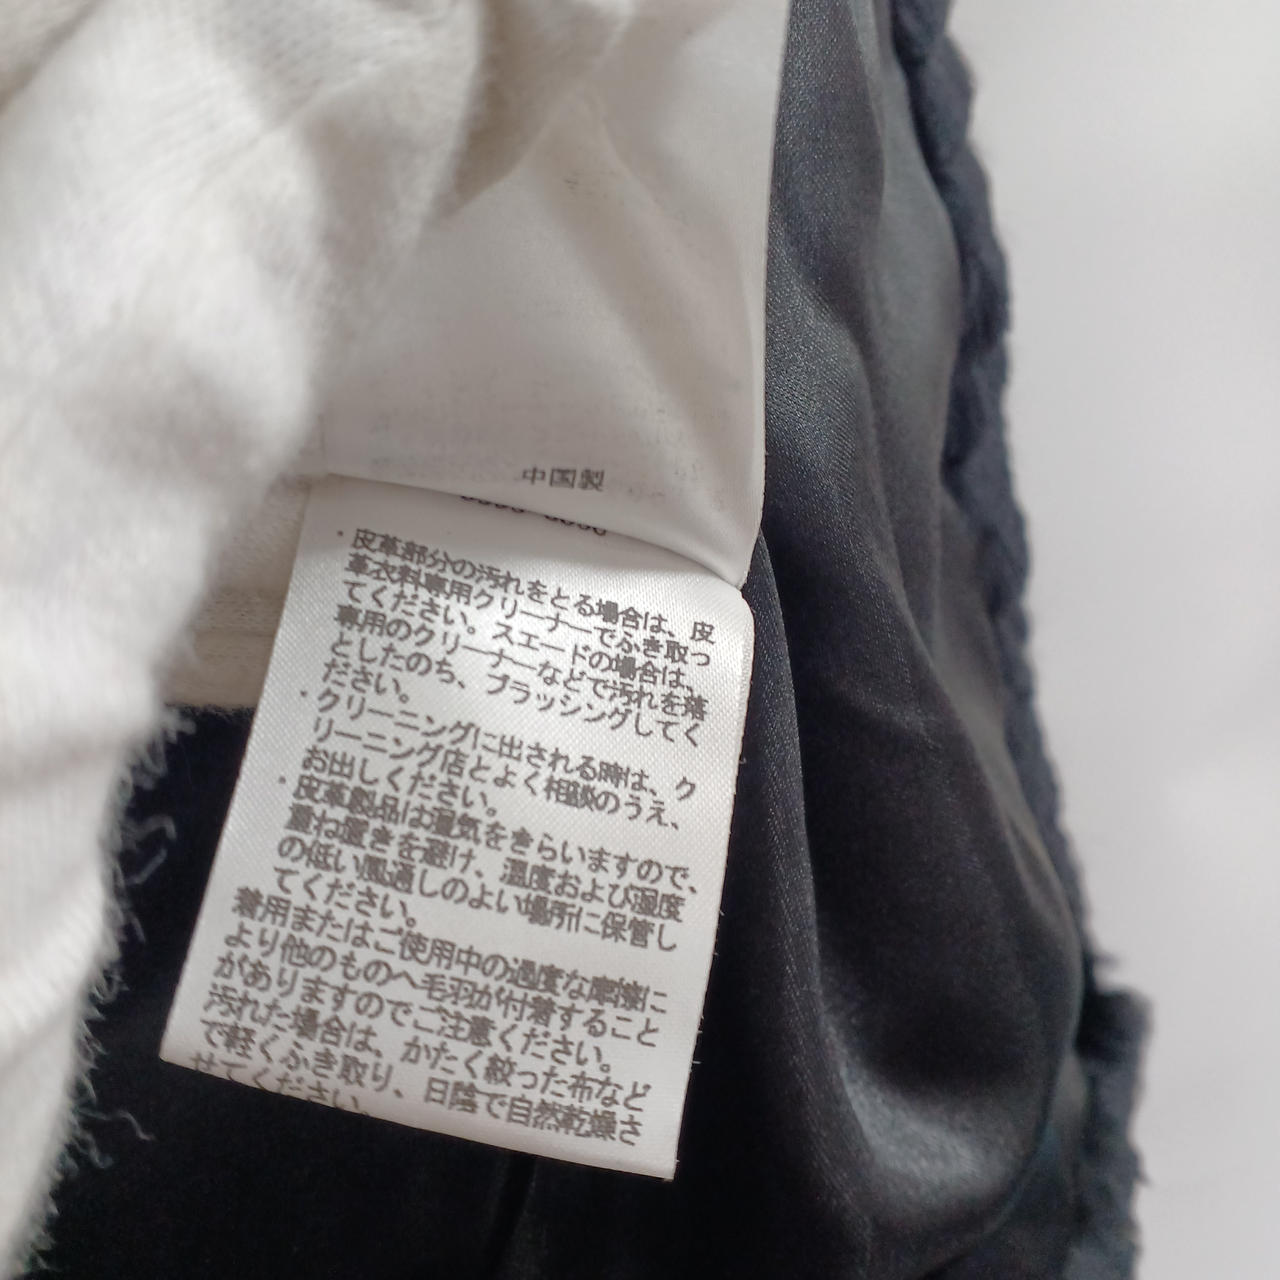 中国製
・皮革部分の汚れをとる場合は、皮
革衣料専用クリーナーでふき取っ
てください。スエードの場合は、
専用のクリーナーなどで汚れを落
としたのち、ブラッシングしてく
ださい。
・クリーニングに出される時は、ク
リーニング店とよく相談のうえ、
お出しください。
・皮革製品は湿気をきらいますので、
重ね置きを避け、温度および湿度
の低い風通しのよい場所に保管し
てください。
着用またはご使用中の過度な摩擦に
より他のものへ毛羽が付着すること
がありますのでご注意ください。
汚れた場合は、かたく絞った布など
で軽くふき取り、日陰で自然乾燥さ
せてください。